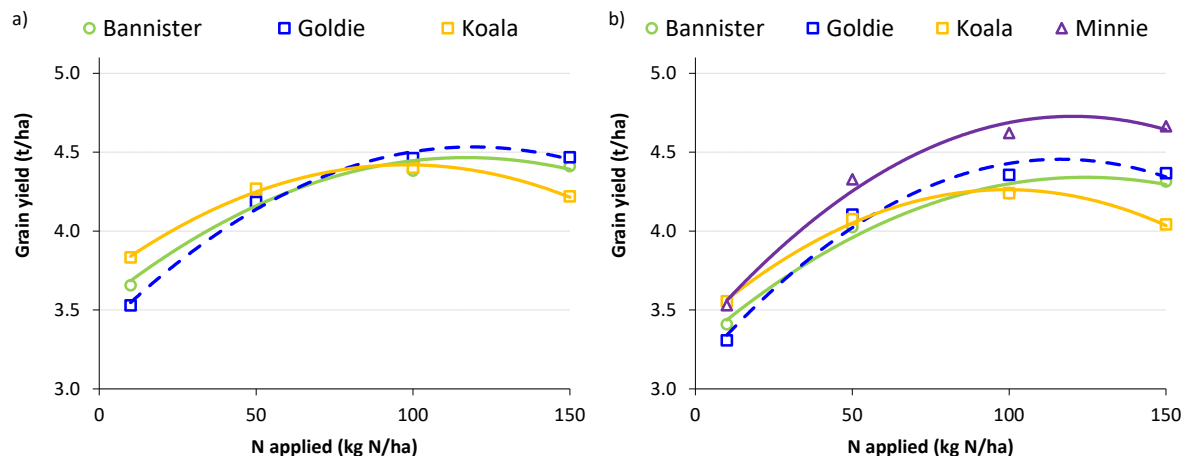 a)
Bannister Goldie Koala
Grain yield (t/ha)
5.0
4.5
4.0
3.5
3.0
0 50 100 150
N applied (kg N/ha)
b)
Bannister Goldie Koala Minnie
Grain yield (t/ha)
5.0
4.5
4.0
3.5
3.0
0 50 100 150
N applied (kg N/ha)